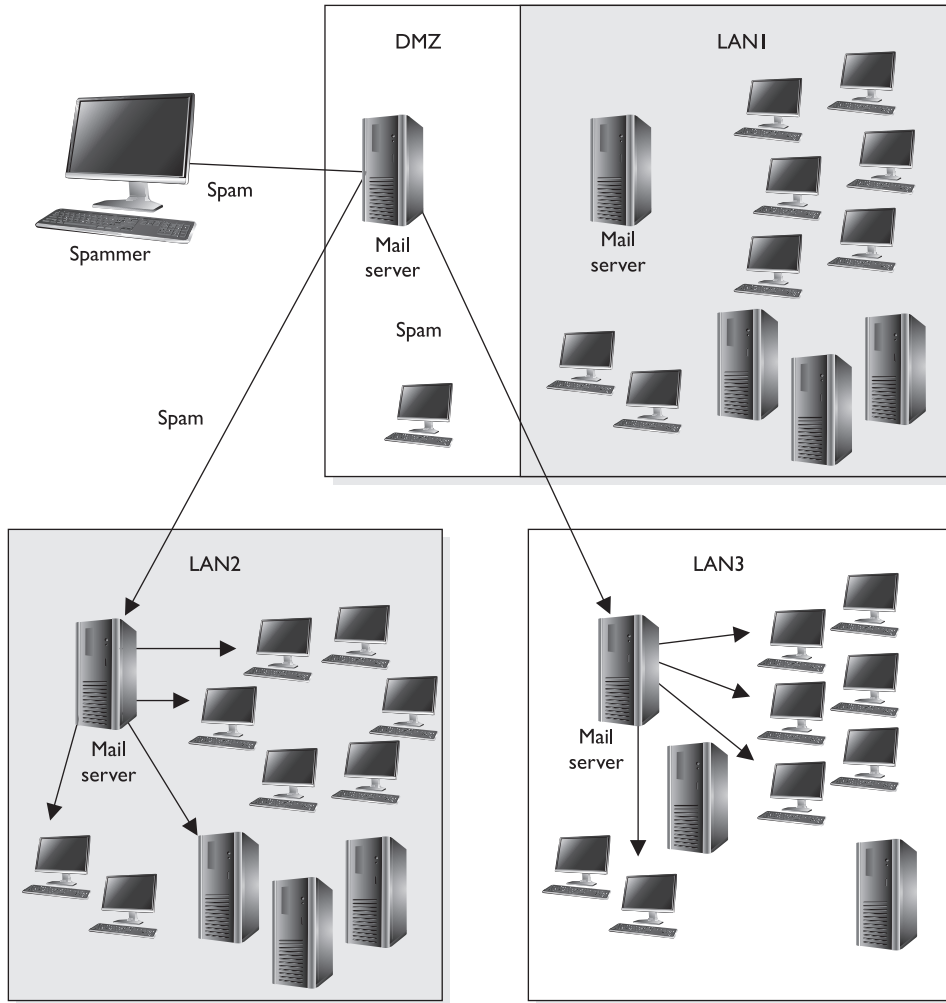 DMZ
LAN1
Spam
Spammer
Mail
server
Mail
server
Spam
Spam
LAN2
LAN3
Mail
server
Mail
server